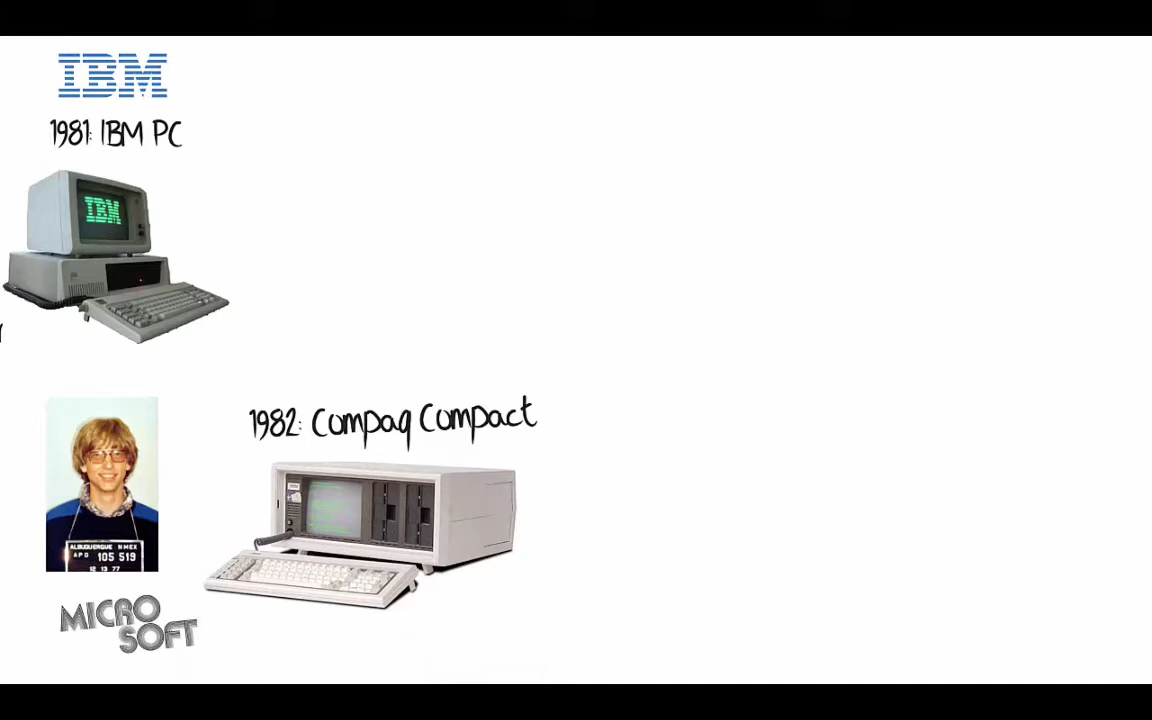 IBM
1981: IBM PC
IBM
1982: Compaq Compact
ALBUQUERQUE N MEX
APD 105 519
12 13 77
MICRO
SOFT